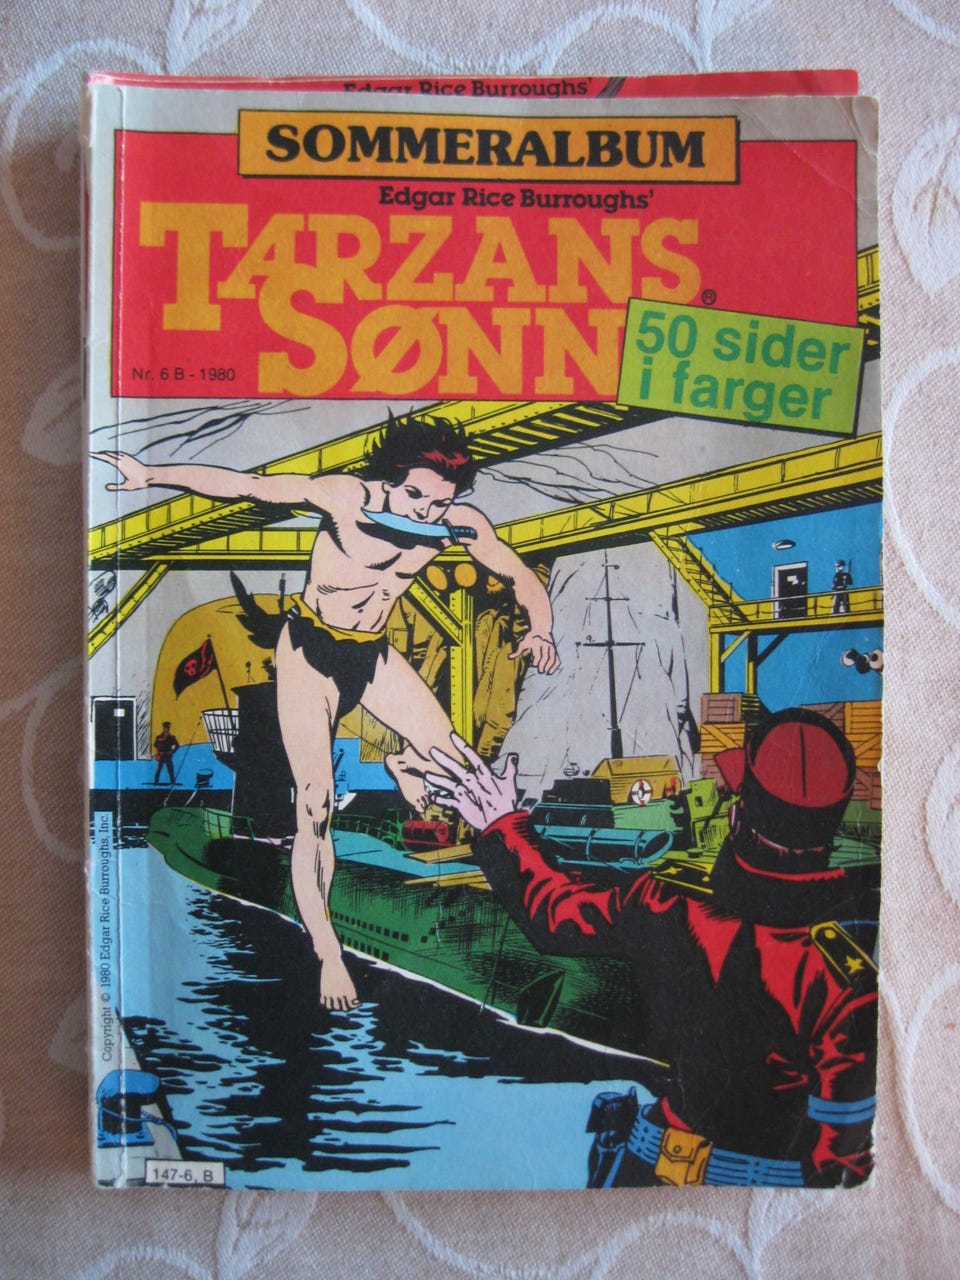 Edgar Rice Burroughs'
SOMMERALBUM
Edgar Rice Burroughs'
TARZANS
SØNN
®
50 sider
i farger
Nr. 6 B - 1980
Copyright © 1980 Edgar Rice Burroughs, Inc.
147-6, B